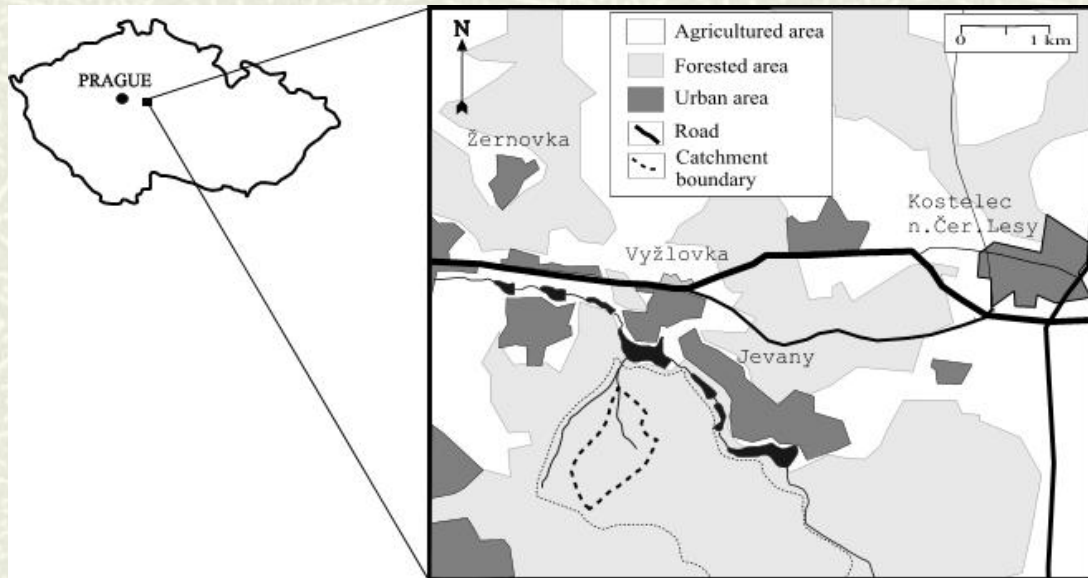 PRAGUE
N
Agricultured area
Forested area
Urban area
Road
Catchment
boundary
0 1 km
Žernovka
Kostelec
n.Čer.Lesy
Vyžlovka
Jevany